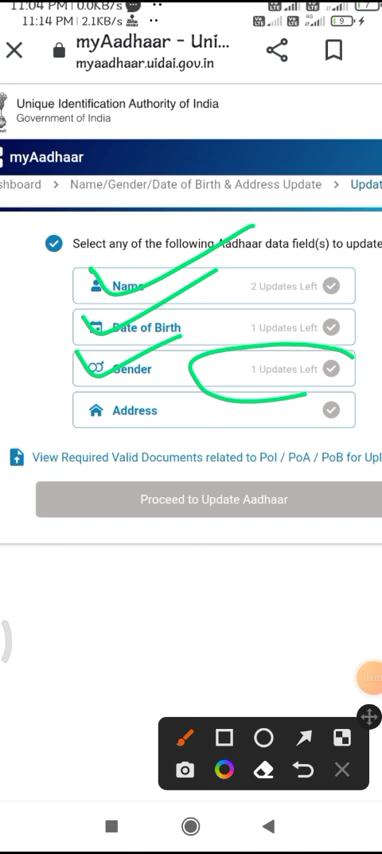 11:04 PM | 0.0KB/s
11:14 PM | 2.1KB/s 9
myAadhaar - Uni...
myaadhaar.uidai.gov.in
Unique Identification Authority of India
Government of India
myAadhaar
shboard > Name/Gender/Date of Birth & Address Update > Updat
Select any of the following Aadhaar data field(s) to update
Name 2 Updates Left
Date of Birth 1 Updates Left
Gender 1 Updates Left
Address
View Required Valid Documents related to PoI / PoA / PoB for Upl
Proceed to Update Aadhaar